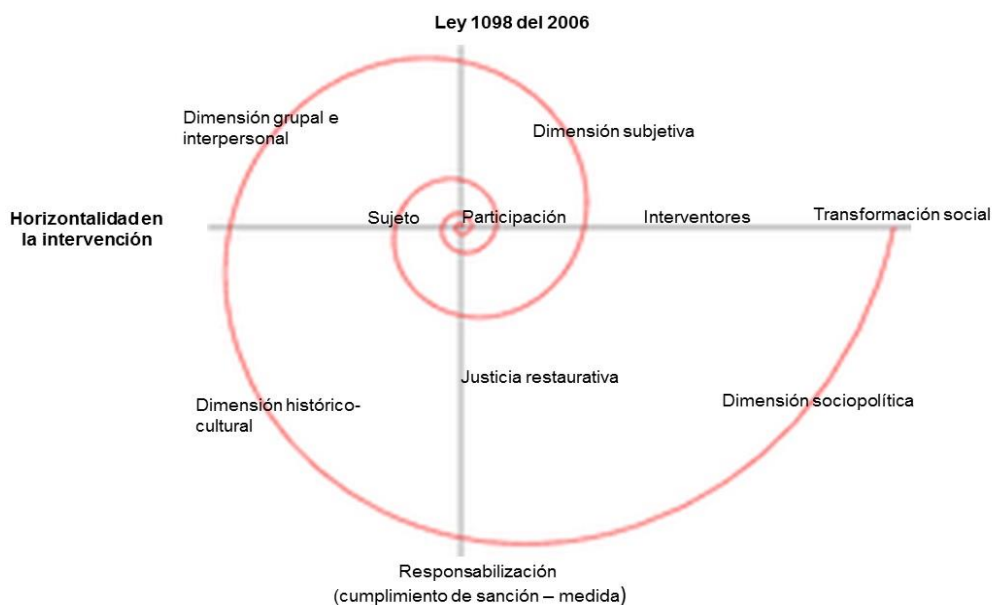 Ley 1098 del 2006
Dimensión grupal e
interpersonal
Dimensión subjetiva
Horizontalidad en
la intervención
Sujeto
Participación
Interventores
Transformación social
Justicia restaurativa
Dimensión histórico-
cultural
Dimensión sociopolítica
Responsabilización
(cumplimiento de sanción – medida)